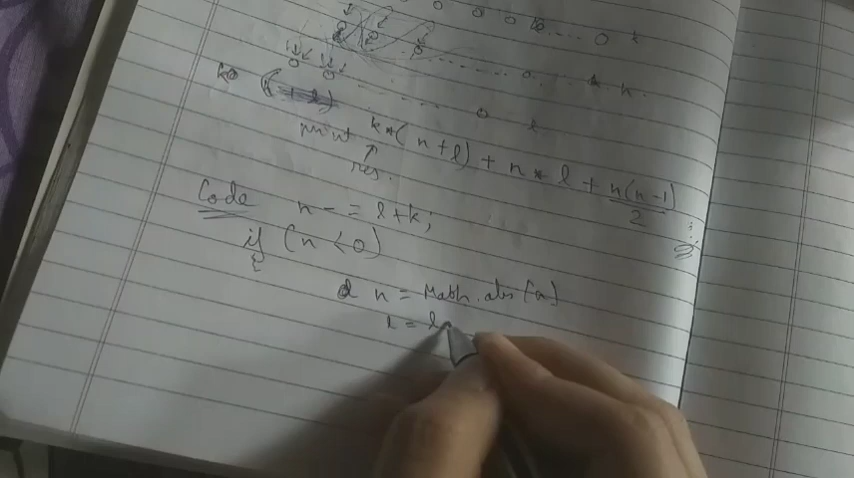 k
n.
l
print k*(n+l) + n*l + n(n-1)/2
res.
Code n -= l+k;
if (n<0)
{
n = Math.abs(n)
l = l